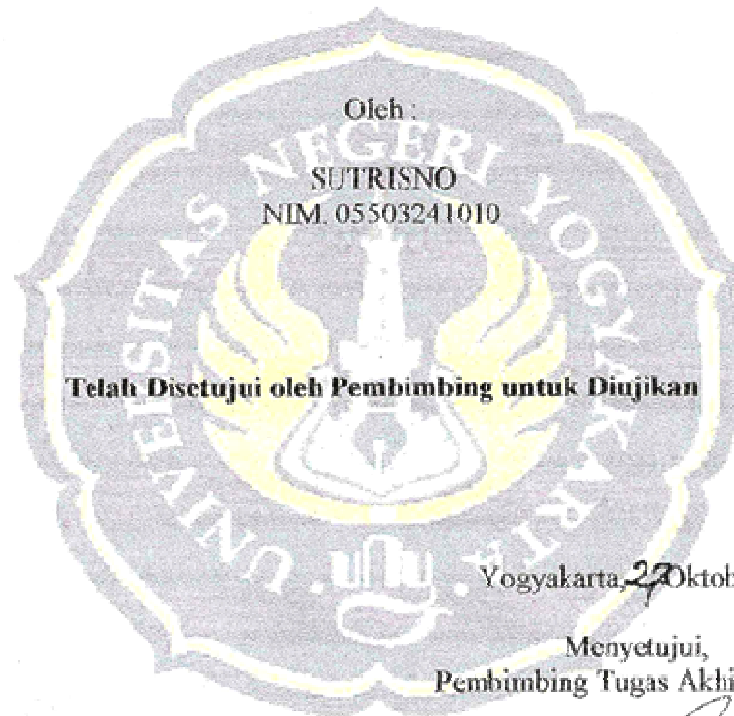 Oleh :
SUTRISNO
NIM. 05503241010
UNIVERSITAS NEGERI YOGYAKARTA
Telah Disetujui oleh Pembimbing untuk Diujikan
Yogyakarta, 27 Oktob
Menyetujui,
Pembimbing Tugas Akhi